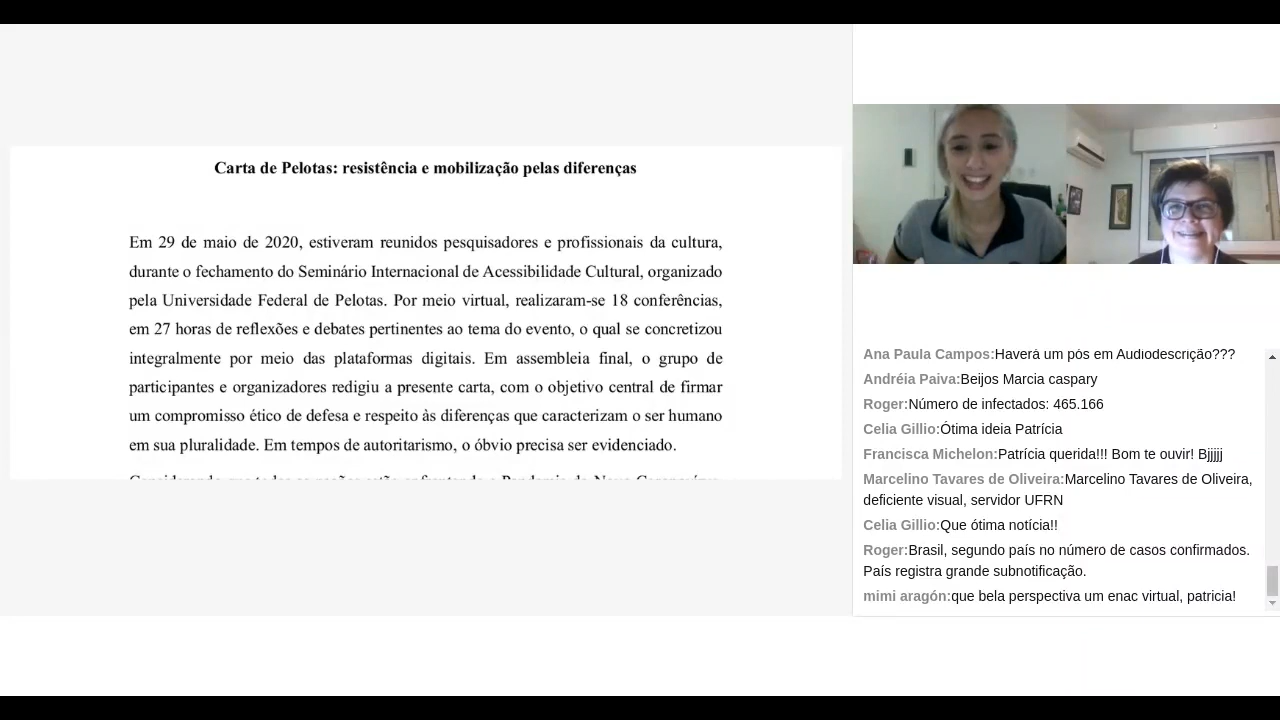 Carta de Pelotas: resistência e mobilização pelas diferenças
Em 29 de maio de 2020, estiveram reunidos pesquisadores e profissionais da cultura,
durante o fechamento do Seminário Internacional de Acessibilidade Cultural, organizado
pela Universidade Federal de Pelotas. Por meio virtual, realizaram-se 18 conferências,
em 27 horas de reflexões e debates pertinentes ao tema do evento, o qual se concretizou
integralmente por meio das plataformas digitais. Em assembleia final, o grupo de
participantes e organizadores redigiu a presente carta, com o objetivo central de firmar
um compromisso ético de defesa e respeito às diferenças que caracterizam o ser humano
em sua pluralidade. Em tempos de autoritarismo, o óbvio precisa ser evidenciado.
Ana Paula Campos:Haverá um pós em Audiodescrição???
Andréia Paiva:Beijos Marcia caspary
Roger:Número de infectados: 465.166
Celia Gillio:Ótima ideia Patrícia
Francisca Michelon:Patrícia querida!!! Bom te ouvir! Bjjjjj
Marcelino Tavares de Oliveira:Marcelino Tavares de Oliveira,
deficiente visual, servidor UFRN
Celia Gillio:Que ótima notícia!!
Roger:Brasil, segundo país no número de casos confirmados.
País registra grande subnotificação.
mimi aragón:que bela perspectiva um enac virtual, patricia!